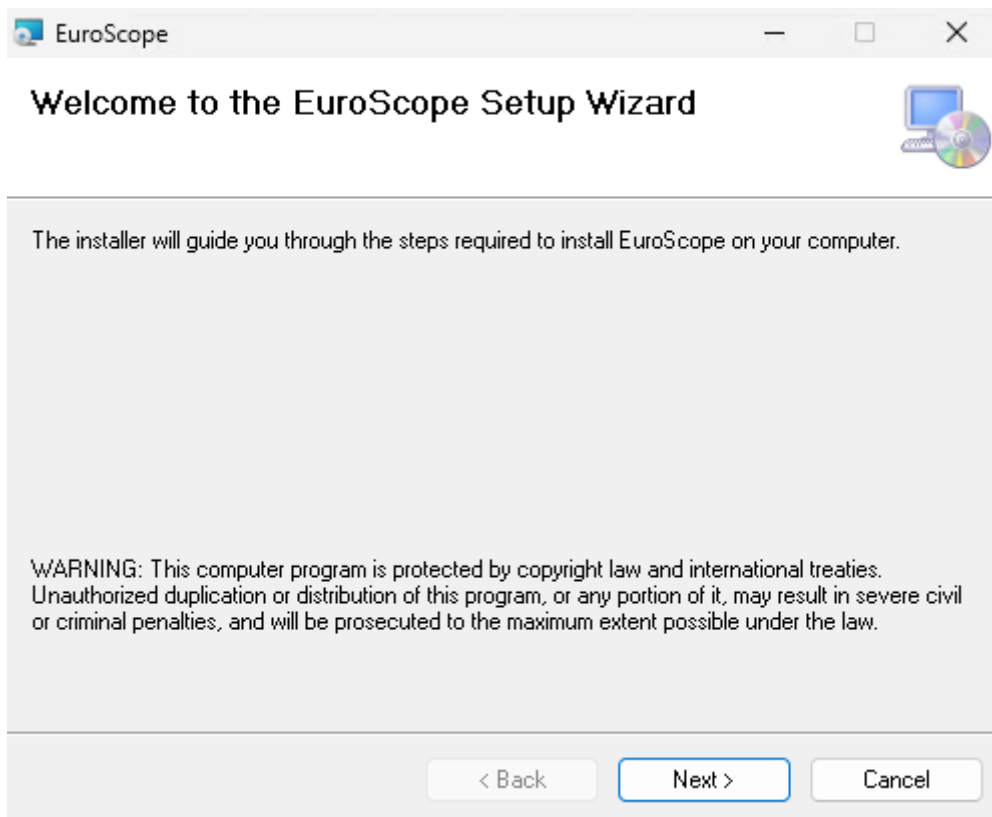 EuroScope
Welcome to the EuroScope Setup Wizard
The installer will guide you through the steps required to install EuroScope on your computer.
WARNING: This computer program is protected by copyright law and international treaties.
Unauthorized duplication or distribution of this program, or any portion of it, may result in severe civil
or criminal penalties, and will be prosecuted to the maximum extent possible under the law.
< Back
Next >
Cancel